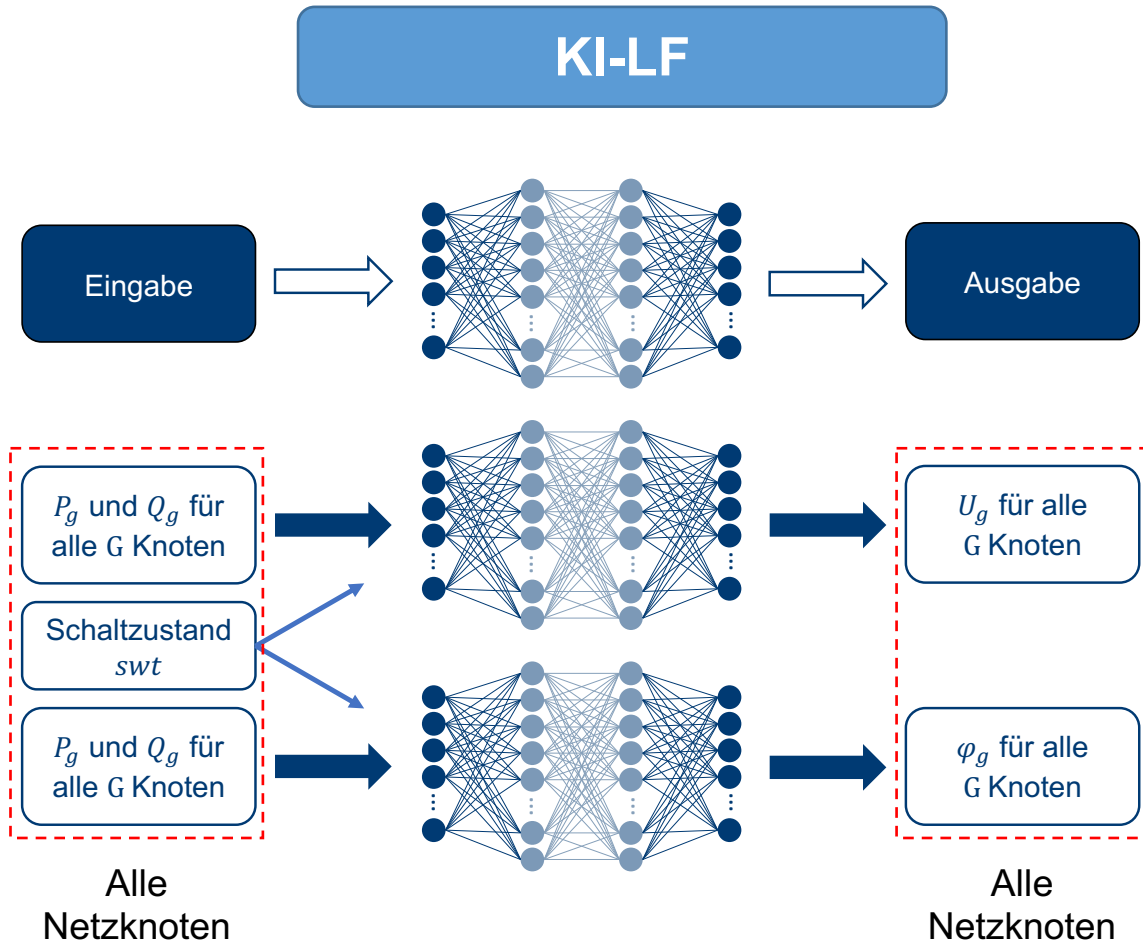 KI-LF
Eingabe
Ausgabe
P_g und Q_g für
alle G Knoten
U_g für alle
G Knoten
Schaltzustand
swt
P_g und Q_g für
alle G Knoten
φ_g für alle
G Knoten
Alle
Netzknoten
Alle
Netzknoten